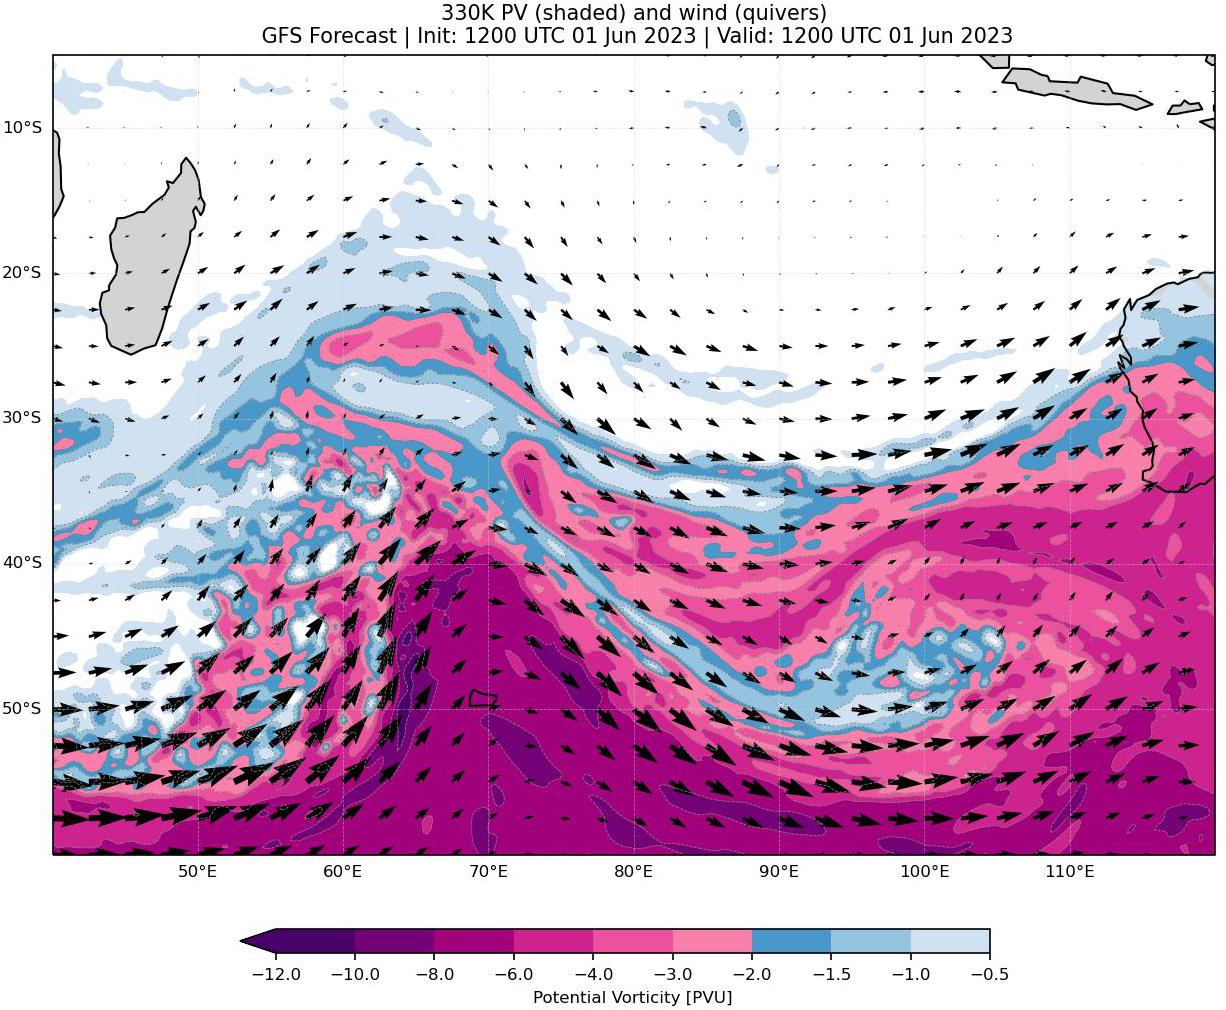 330K PV (shaded) and wind (quivers)
GFS Forecast | Init: 1200 UTC 01 Jun 2023 | Valid: 1200 UTC 01 Jun 2023
10°S
20°S
30°S
40°S
50°S
50°E 60°E 70°E 80°E 90°E 100°E 110°E
−12.0 −10.0 −8.0 −6.0 −4.0 −3.0 −2.0 −1.5 −1.0 −0.5
Potential Vorticity [PVU]